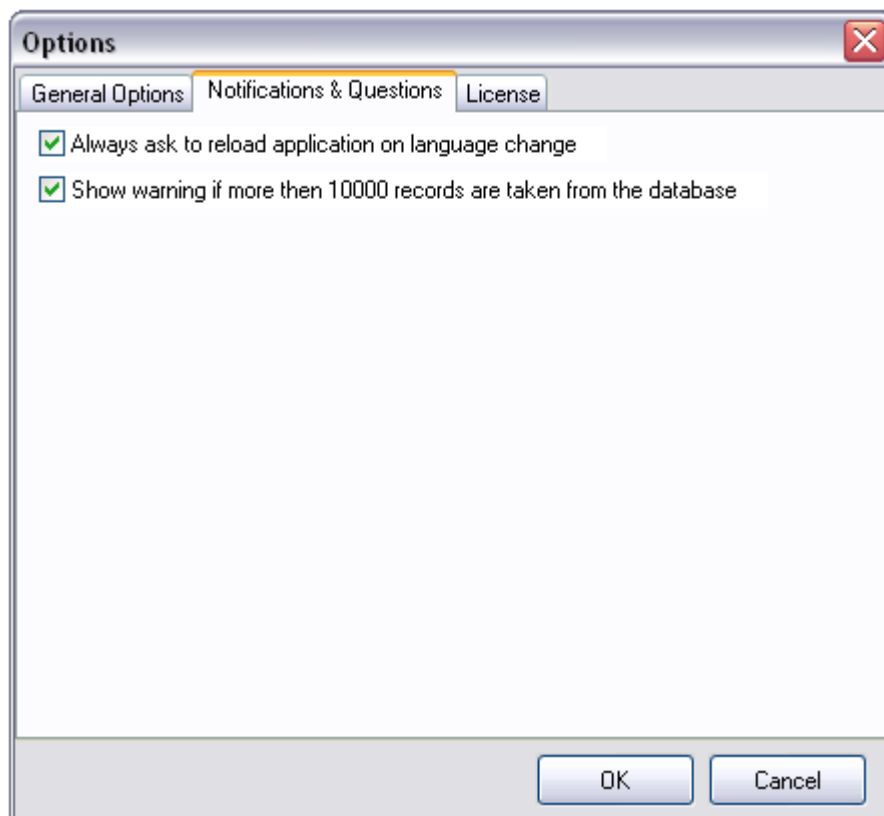 Options
General Options Notifications & Questions License
Always ask to reload application on language change
Show warning if more then 10000 records are taken from the database
OK Cancel